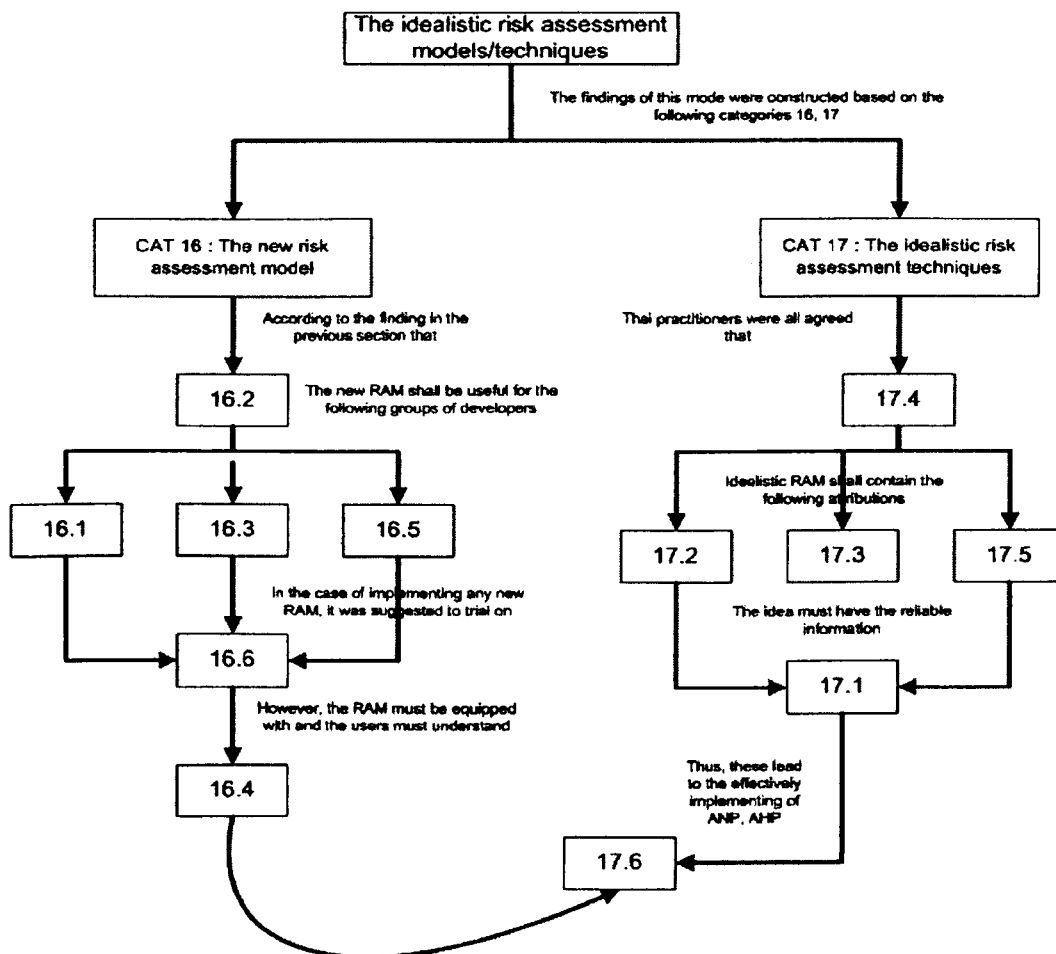 The idealistic risk assessment
models/techniques
The findings of this mode were constructed based on the
following categories 16, 17
CAT 16 : The new risk
assessment model
CAT 17 : The idealistic risk
assessment techniques
According to the finding in the
previous section that
Thai practitioners were all agreed
that
16.2
The new RAM shall be useful for the
following groups of developers
17.4
Idealistic RAM shall contain the
following attributions
16.1
16.3
16.5
17.2
17.3
17.5
In the case of implementing any new
RAM, it was suggested to trial on
The idea must have the reliable
information
16.6
17.1
However, the RAM must be equipped
with and the users must understand
16.4
Thus, these lead
to the effectively
implementing of
ANP, AHP
17.6